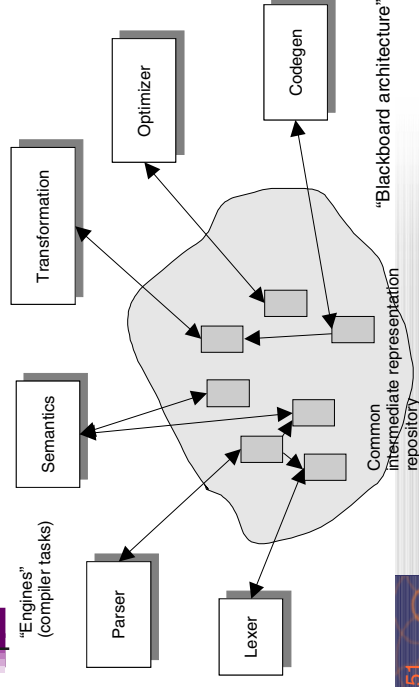 "Engines"
(compiler tasks)
Transformation
Semantics
Optimizer
Parser
Codegen
Lexer
Common
intermediate representation
repository
"Blackboard architecture"
51